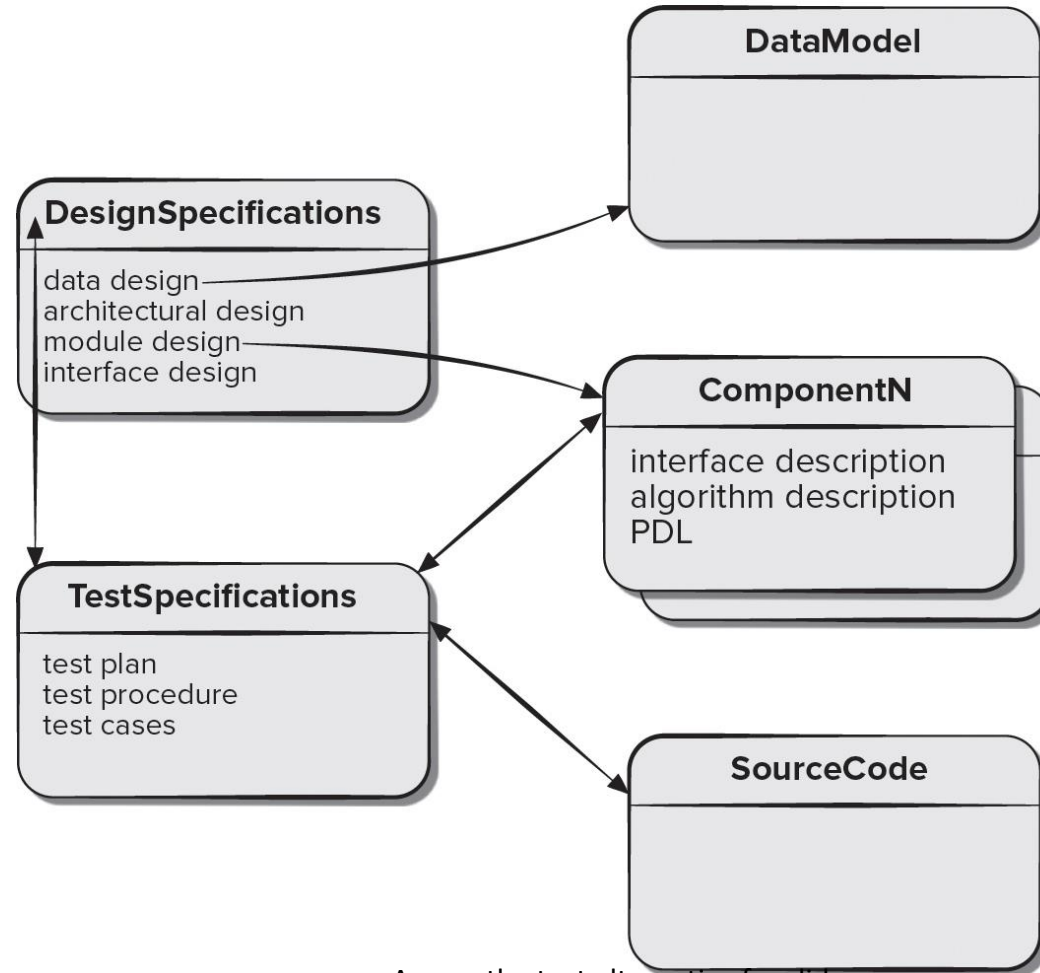 DataModel
DesignSpecifications
data design
architectural design
module design
interface design
ComponentN
interface description
algorithm description
PDL
TestSpecifications
test plan
test procedure
test cases
SourceCode